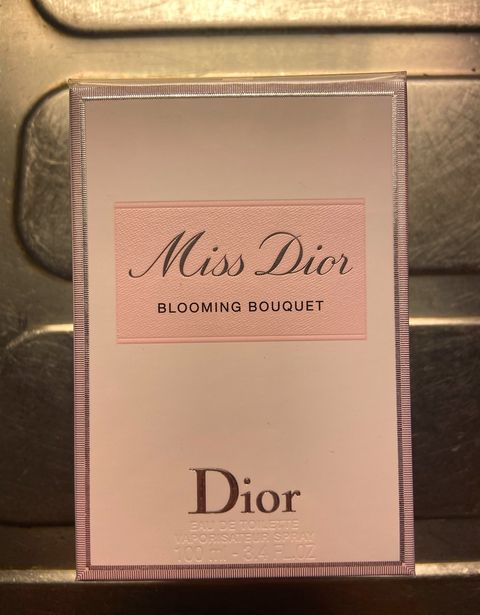 Miss Dior
BLOOMING BOUQUET
Dior
EAU DE TOILETTE
VAPORISATEUR SPRAY
100 ml - 3.4 FL.OZ